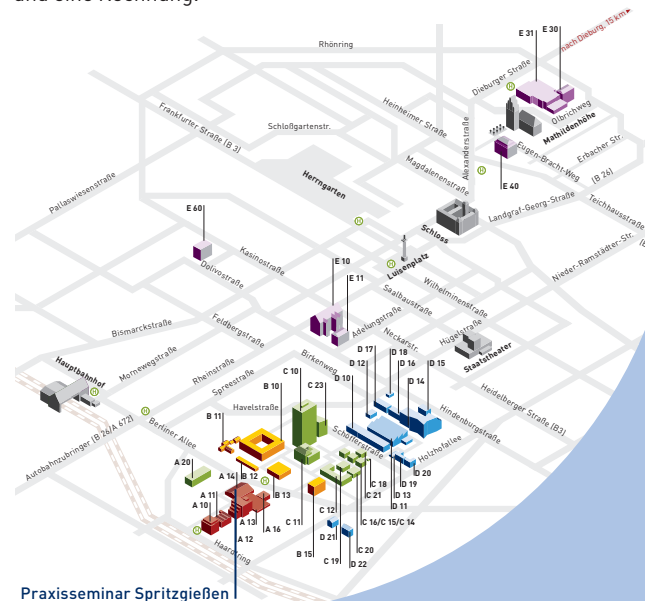 und eine Rechnung.
E 31
E 30
nach Dieburg, 15 km
Rhönring
Dieburger Straße
Frankfurter Straße (B 3)
Heinheimer Straße
Olbrichweg
Mathildenhöhe
Schloßgartenstr.
Alexanderstraße
Erbacher Str.
Magdalenenstraße
Eugen-Bracht-Weg
(B 26)
Pallaswiesenstraße
Herrngarten
E 40
Landgraf-Georg-Straße
Teichhausstraße
E 60
Schloss
Nieder-Ramstädter-Str.
Kasinostraße
Luisenplatz
Dolivostraße
E 10
E 11
Wilhelminenstraße
Saalbaustraße
Feldbergstraße
Adelungstraße
Bismarckstraße
Neckarstr.
Hügelstraße
Staatstheater
Mornewegstraße
Hauptbahnhof
Rheinstraße
Spreestraße
Birkenweg
D 17
D 18
D 12
D 16
D 15
D 14
D 10
C 10
C 23
B 10
Heidelberger Straße (B3)
Havelstraße
Hindenburgstraße
B 11
Berliner Allee
Schöfferstraße
Holzhofallee
Autobahnzubringer (B 26/A 672)
A 20
A 14
B 12
B 13
C 18
C 21
D 20
D 19
D 13
D 11
A 11
A 10
A 13
A 16
A 12
C 11
C 12
C 16/C 15/C 14
D 21
B 15
C 19
C 20
D 22
Haardtring
Praxisseminar Spritzgießen